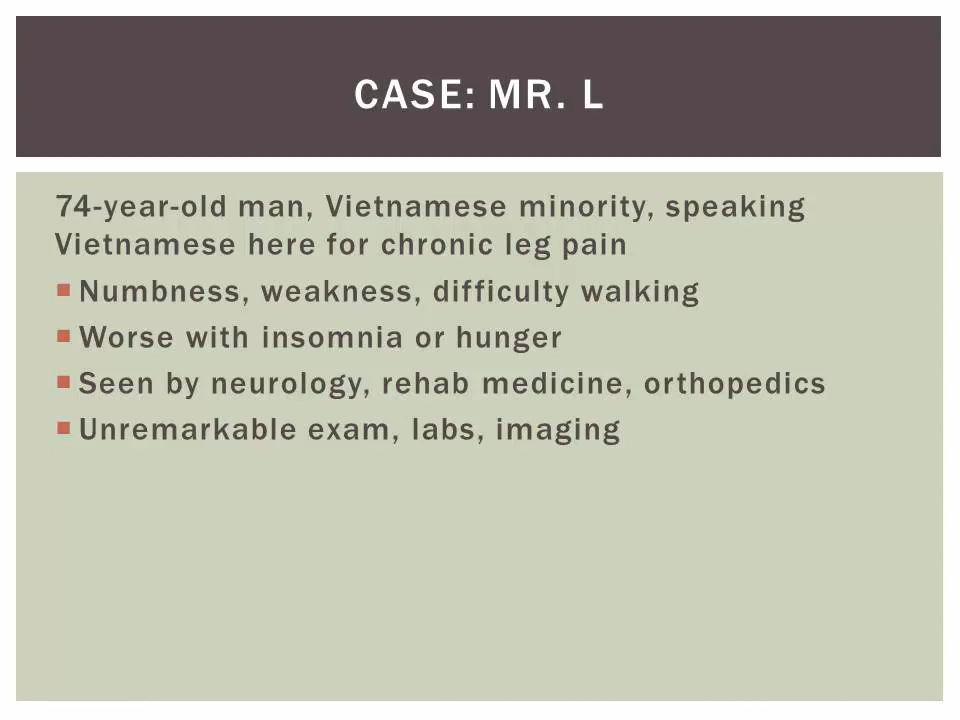 CASE: MR. L
74-year-old man, Vietnamese minority, speaking
Vietnamese here for chronic leg pain
Numbness, weakness, difficulty walking
Worse with insomnia or hunger
Seen by neurology, rehab medicine, orthopedics
Unremarkable exam, labs, imaging